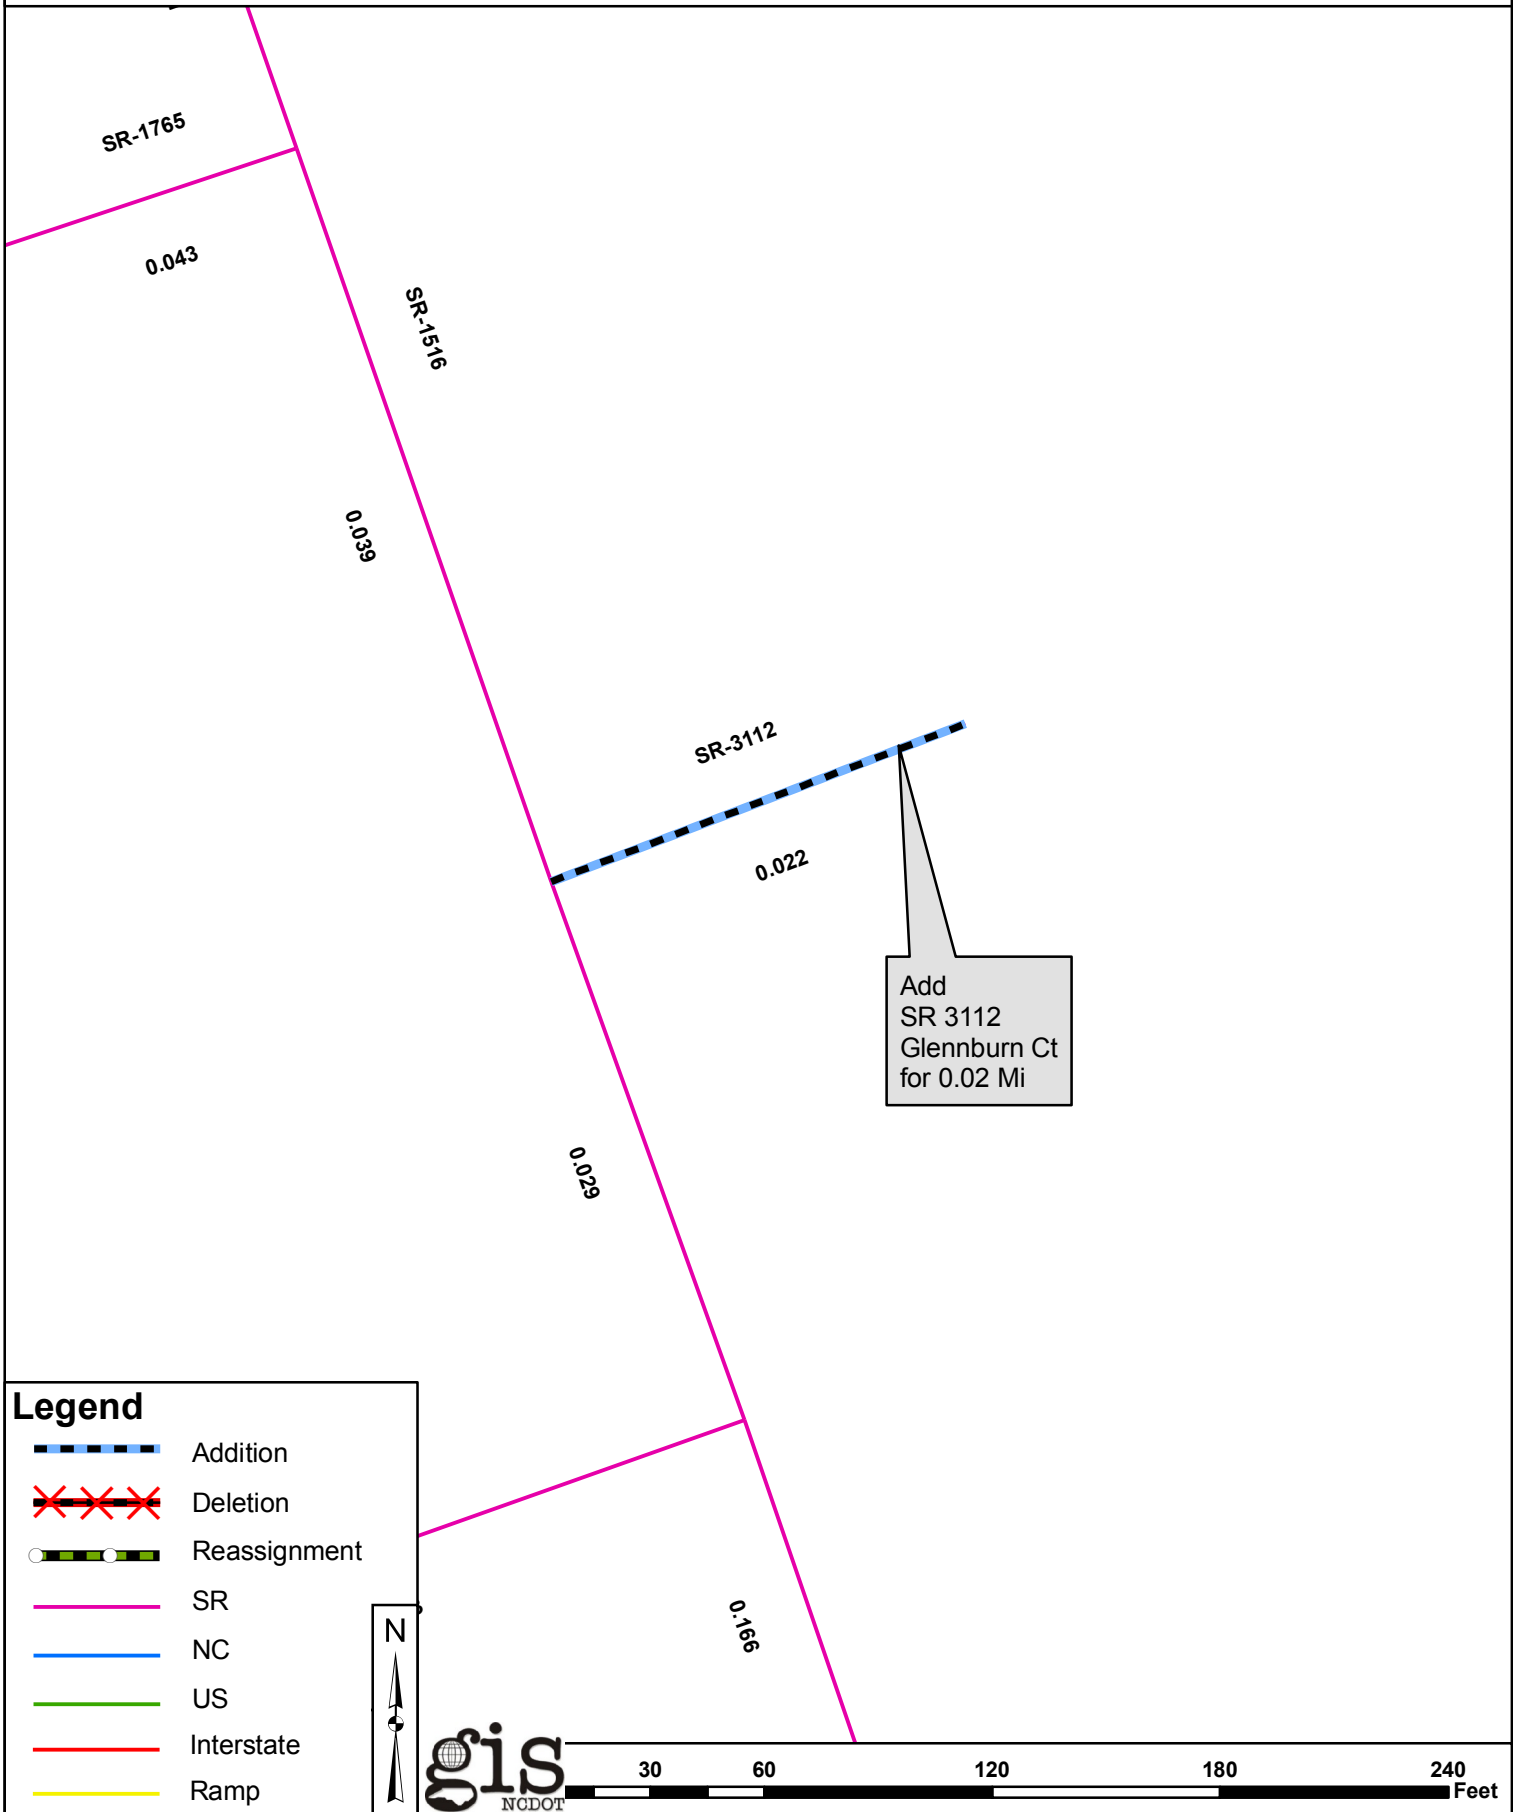 SR-1765
0.043
SR-1516
0.039
SR-3112
0.022
Add
SR 3112
Glennburn Ct
for 0.02 Mi
0.029
0.166
Legend
Addition
Deletion
Reassignment
SR
NC
US
Interstate
Ramp
N
gis
NCDOT
30 60 120 180 240
Feet